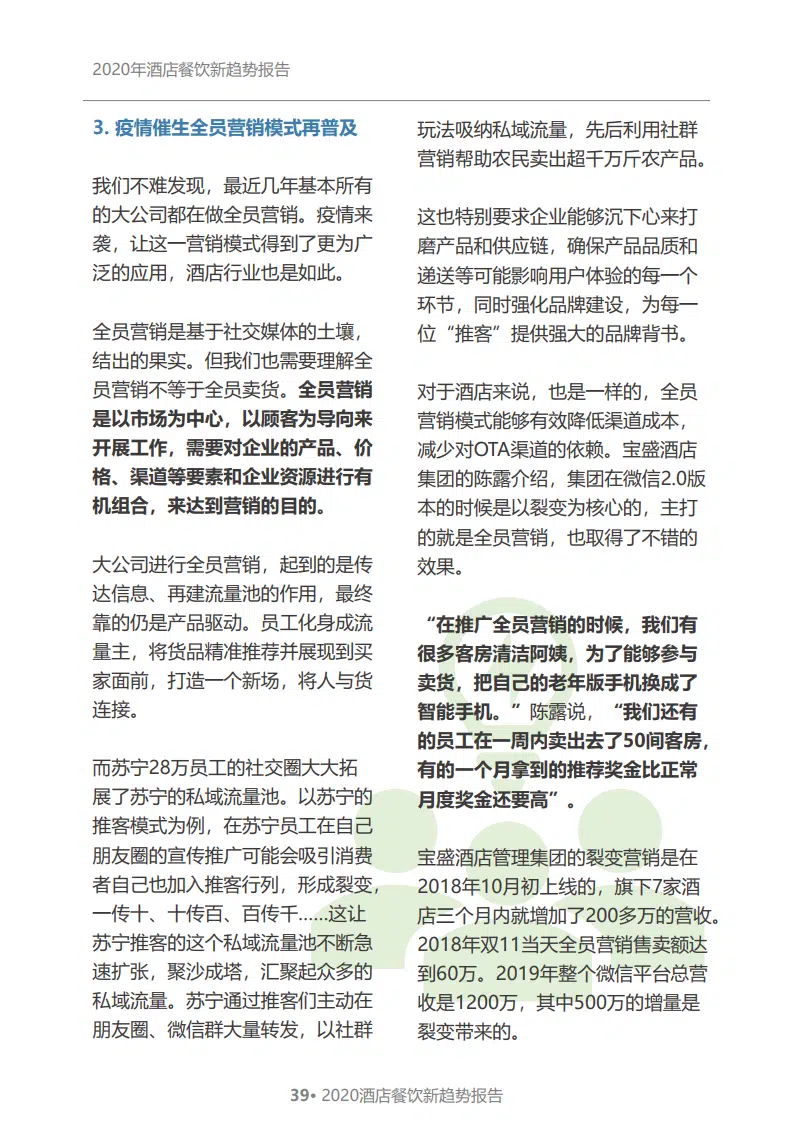 2020年酒店餐饮新趋势报告
3. 疫情催生全员营销模式再普及
我们不难发现，最近几年基本所有
的大公司都在做全员营销。疫情来
袭，让这一营销模式得到了更为广
泛的应用，酒店行业也是如此。
全员营销是基于社交媒体的土壤，
结出的果实。但我们也需要理解全
员营销不等于全员卖货。全员营销
是以市场为中心，以顾客为导向来
开展工作，需要对企业的产品、价
格、渠道等要素和企业资源进行有
机组合，来达到营销的目的。
大公司进行全员营销，起到的是传
达信息、再建流量池的作用，最终
靠的仍是产品驱动。员工化身成流
量主，将货品精准推荐并展现到买
家面前，打造一个新场，将人与货
连接。
而苏宁28万员工的社交圈大大拓
展了苏宁的私域流量池。以苏宁的
推客模式为例，在苏宁员工在自己
朋友圈的宣传推广可能会吸引消费
者自己也加入推客行列，形成裂变，
一传十、十传百、百传千......这让
苏宁推客的这个私域流量池不断急
速扩张，聚沙成塔，汇聚起众多的
私域流量。苏宁通过推客们主动在
朋友圈、微信群大量转发，以社群
玩法吸纳私域流量，先后利用社群
营销帮助农民卖出超千万斤农产品。
这也特别要求企业能够沉下心来打
磨产品和供应链，确保产品品质和
递送等可能影响用户体验的每一个
环节，同时强化品牌建设，为每一
位“推客”提供强大的品牌背书。
对于酒店来说，也是一样的，全员
营销模式能够有效降低渠道成本，
减少对OTA渠道的依赖。宝盛酒店
集团的陈露介绍，集团在微信2.0版
本的时候是以裂变为核心的，主打
的就是全员营销，也取得了不错的
效果。
“在推广全员营销的时候，我们有
很多客房清洁阿姨，为了能够参与
卖货，把自己的老年版手机换成了
智能手机。”陈露说，“我们还有
的员工在一周内卖出去了50间客房，
有的一个月拿到的推荐奖金比正常
月度奖金还要高”。
宝盛酒店管理集团的裂变营销是在
2018年10月初上线的，旗下7家酒
店三个月内就增加了200多万的营收。
2018年双11当天全员营销售卖额达
到60万。2019年整个微信平台总营
收是1200万，其中500万的增量是
裂变带来的。
39• 2020酒店餐饮新趋势报告